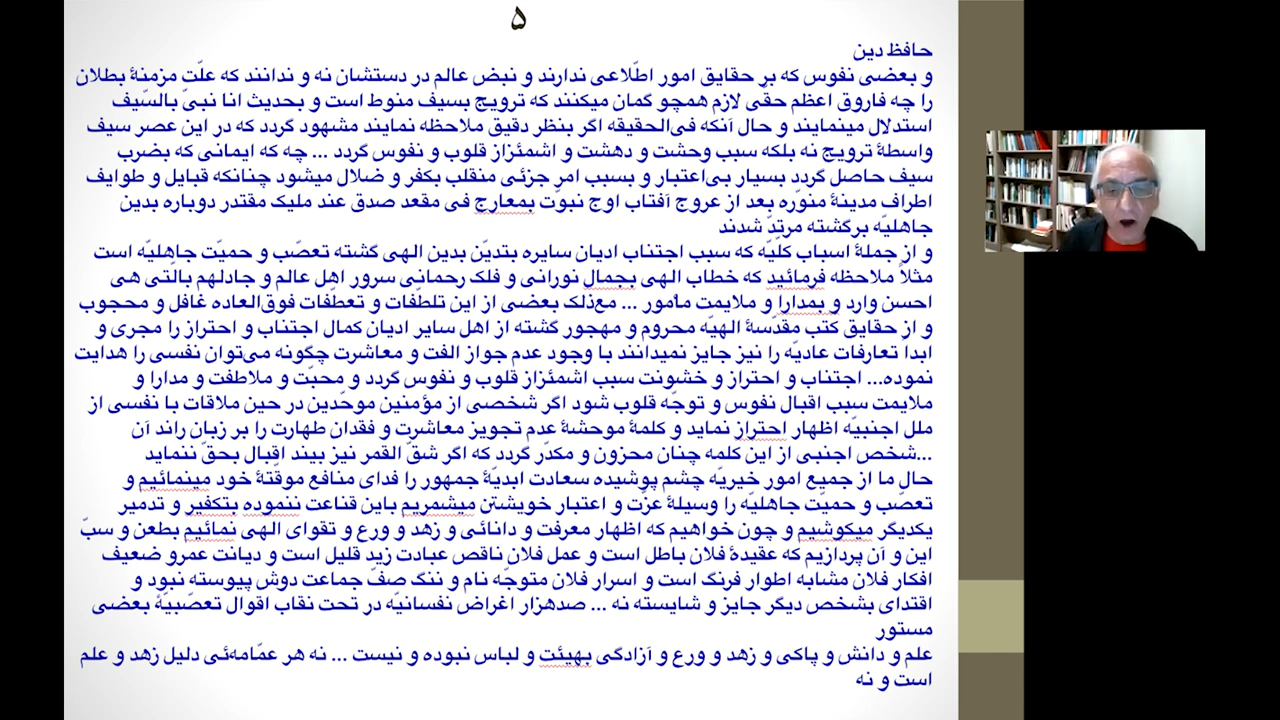 ۵
حافظ دین
و بعضی نفوس که بر حقایق امور اطّلاعی ندارند و نبض عالم در دستشان نه و ندانند که علّت مزمنهٔ بطلان
را چه فاروق اعظم حقّی لازم همچو گمان میکنند که ترویج بسیف منوط است و بحدیث انا نبیّ بالسّیف
استدلال مینمایند و حال آنکه فی‌الحقیقه اگر بنظر دقیق ملاحظه نمایند مشهود گردد که در این عصر سیف
واسطهٔ ترویج نه بلکه سبب وحشت و دهشت و اشمئزاز قلوب و نفوس گردد ... چه که ایمانی که بضرب
سیف حاصل گردد بسیار بی‌اعتبار و بسبب امر جزئی منقلب بکفر و ضلال میشود چنانکه قبایل و طوایف
اطراف مدینهٔ منوّره بعد از عروج آفتاب اوج نبوّت بمعارج فی مقعد صدق عند ملیک مقتدر دوباره بدین
جاهلیّه برگشته مرتدّ شدند
و از جملهٔ اسباب کلّیّه که سبب اجتناب ادیان سایره بتدیّن بدین الهی گشته تعصّب و حمیّت جاهلیّه است
مثلاً ملاحظه فرمائید که خطاب الهی بجمال نورانی و فلک رحمانی سرور اهل عالم و جادلهم بالّتی هی
احسن وارد و بمدارا و ملایمت مأمور ... مع‌ذلک بعضی از این تلطّفات و تعطّفات فوق‌العاده غافل و محجوب
و از حقایق کتب مقدّسهٔ الهیّه محروم و مهجور گشته از اهل سایر ادیان کمال اجتناب و احتراز را مجری و
ابداً تعارفات عادیّه را نیز جایز نمیدانند با وجود عدم جواز الفت و معاشرت چگونه می‌توان نفسی را هدایت
نموده... اجتناب و احتراز و خشونت سبب اشمئزاز قلوب و نفوس گردد و محبّت و ملاطفت و مدارا و
ملایمت سبب اقبال نفوس و توجّه قلوب شود اگر شخصی از مؤمنین موحّدین در حین ملاقات با نفسی از
ملل اجنبیّه اظهار احتراز نماید و کلمهٔ موحشهٔ عدم تجویز معاشرت و فقدان طهارت را بر زبان راند آن
شخص اجنبی از این کلمه چنان محزون و مکدّر گردد که اگر شقّ القمر نیز بیند اقبال بحقّ ننماید...
حال ما از جمیع امور خیریّه چشم پوشیده سعادت ابدیّهٔ جمهور را فدای منافع موقّتهٔ خود مینمائیم و
تعصّب و حمیّت جاهلیّه را وسیلهٔ عزّت و اعتبار خویشتن میشمریم باین قناعت ننموده بتکفیر و تدمیر
یکدیگر میکوشیم و چون خواهیم که اظهار معرفت و دانائی و زهد و ورع و تقوای الهی نمائیم بطعن و سبّ
این و آن پردازیم که عقیدهٔ فلان باطل است و عمل فلان ناقص عبادت زید قلیل است و دیانت عمرو ضعیف
افکار فلان مشابه اطوار فرنگ است و اسرار فلان متوجّه نام و ننگ صفّ جماعت دوش پیوسته نبود و
اقتدای بشخص دیگر جایز و شایسته نه ... صدهزار اغراض نفسانیّه در تحت نقاب اقوال تعصّبیّهٔ بعضی
مستور
علم و دانش و پاکی و زهد و ورع و آزادگی بهیئت و لباس نبوده و نیست ... نه هر عمّامه‌ئی دلیل زهد و علم
است و نه